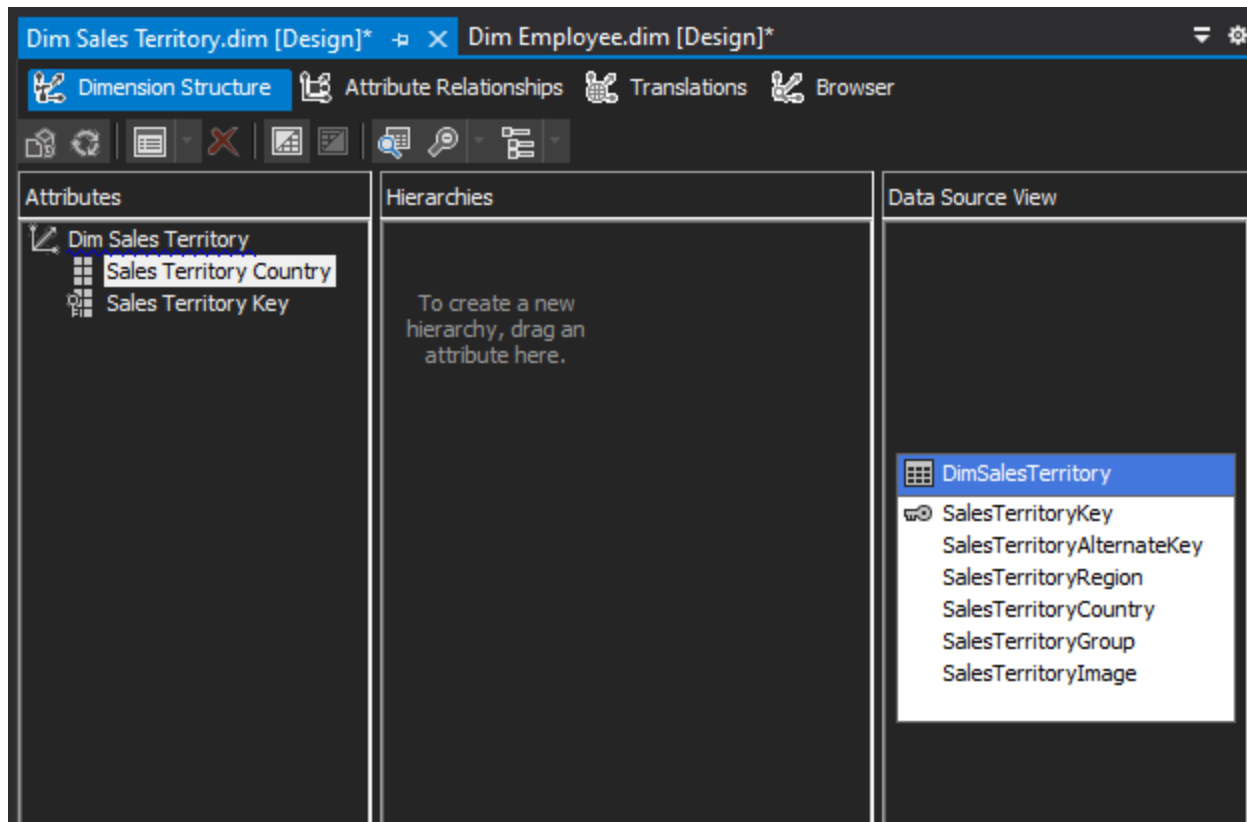 Dim Sales Territory.dim [Design]* Dim Employee.dim [Design]*
Dimension Structure Attribute Relationships Translations Browser
Attributes
Dim Sales Territory
Sales Territory Country
Sales Territory Key
Hierarchies
To create a new
hierarchy, drag an
attribute here.
Data Source View
DimSalesTerritory
SalesTerritoryKey
SalesTerritoryAlternateKey
SalesTerritoryRegion
SalesTerritoryCountry
SalesTerritoryGroup
SalesTerritoryImage